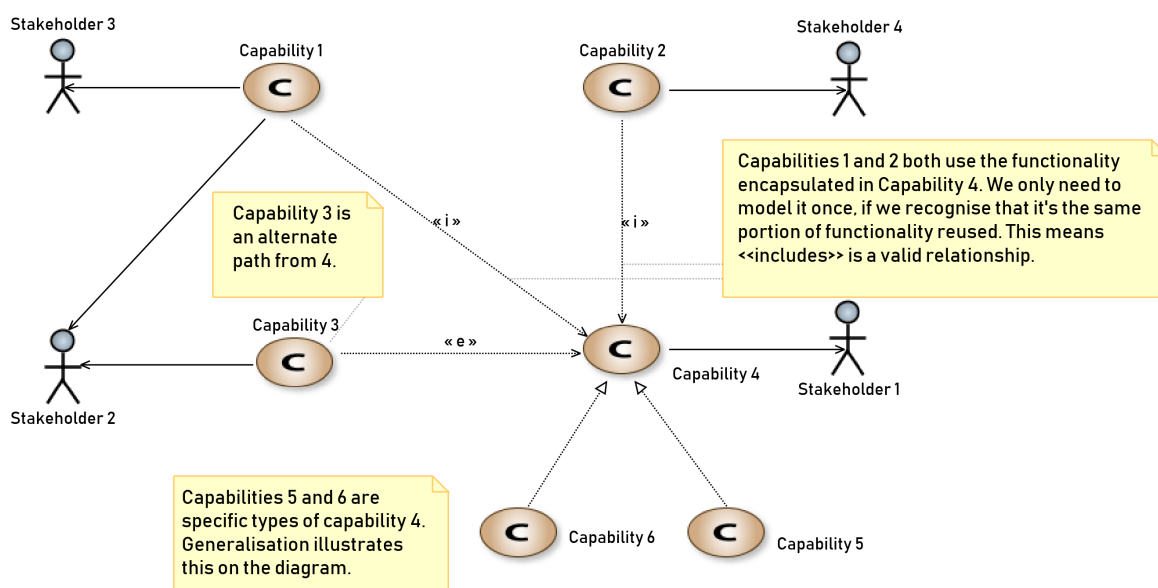 Stakeholder 3
Stakeholder 4
Capability 1
Capability 2
C
C
Capabilities 1 and 2 both use the functionality
encapsulated in Capability 4. We only need to
model it once, if we recognise that it's the same
portion of functionality reused. This means
<<includes>> is a valid relationship.
Capability 3 is
an alternate
path from 4.
« i »
« i »
Capability 3
C
« e »
C
Capability 4
Stakeholder 1
Stakeholder 2
Capabilities 5 and 6 are
specific types of capability 4.
Generalisation illustrates
this on the diagram.
C
Capability 6
C
Capability 5